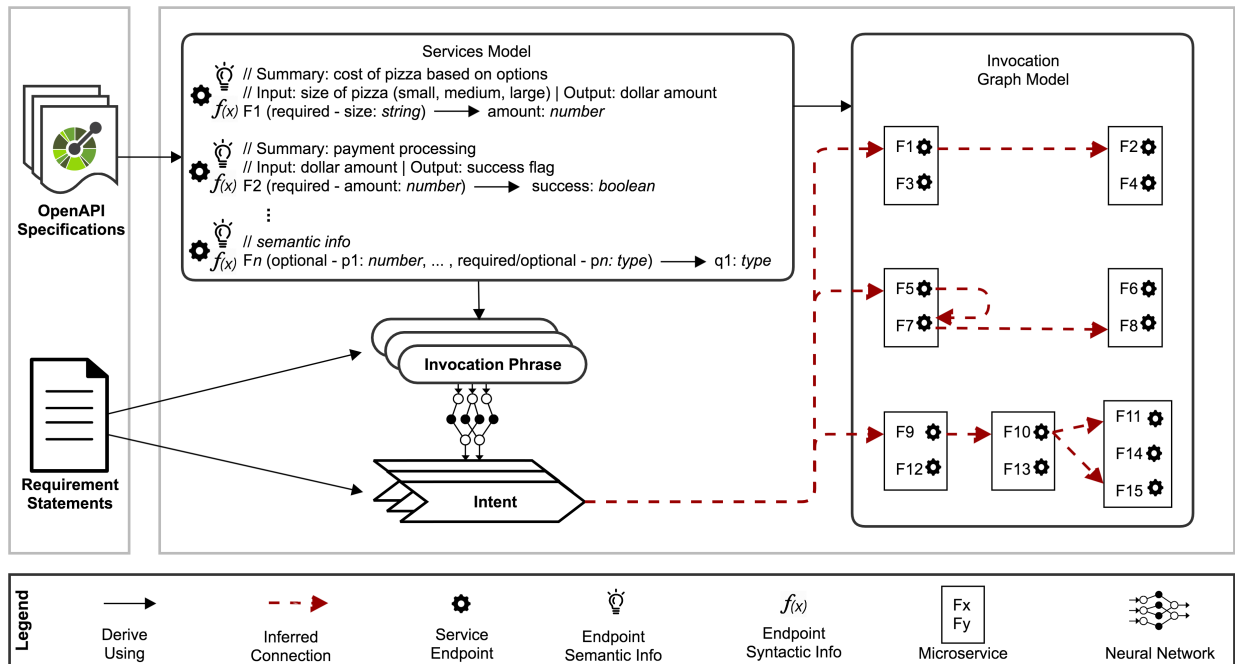 OpenAPI
Specifications
Requirement
Statements
Services Model
// Summary: cost of pizza based on options
// Input: size of pizza (small, medium, large) | Output: dollar amount
f(x) F1 (required - size: string) amount: number
// Summary: payment processing
// Input: dollar amount | Output: success flag
f(x) F2 (required - amount: number) success: boolean
⋮
// semantic info
f(x) Fn (optional - p1: number, ... , required/optional - pn: type) q1: type
Invocation Phrase
Intent
Invocation
Graph Model
F1
F3
F2
F4
F5
F7
F6
F8
F9
F12
F10
F13
F11
F14
F15
Legend
Derive
Using
Inferred
Connection
Service
Endpoint
Endpoint
Semantic Info
f(x)
Endpoint
Syntactic Info
Fx
Fy
Microservice
Neural Network